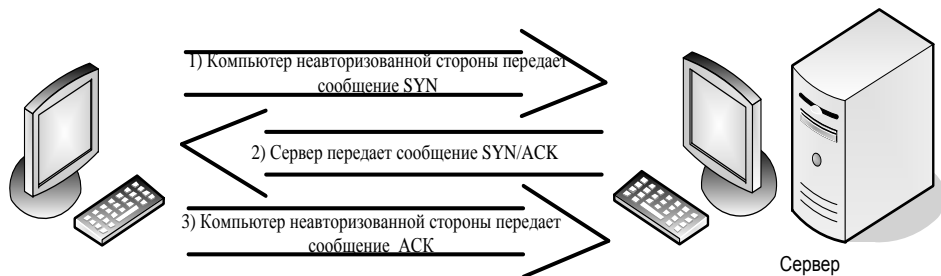 1) Компьютер неавторизованной стороны передает
сообщение SYN
2) Сервер передает сообщение SYN/ACK
3) Компьютер неавторизованной стороны передает
сообщение ACK
Сервер